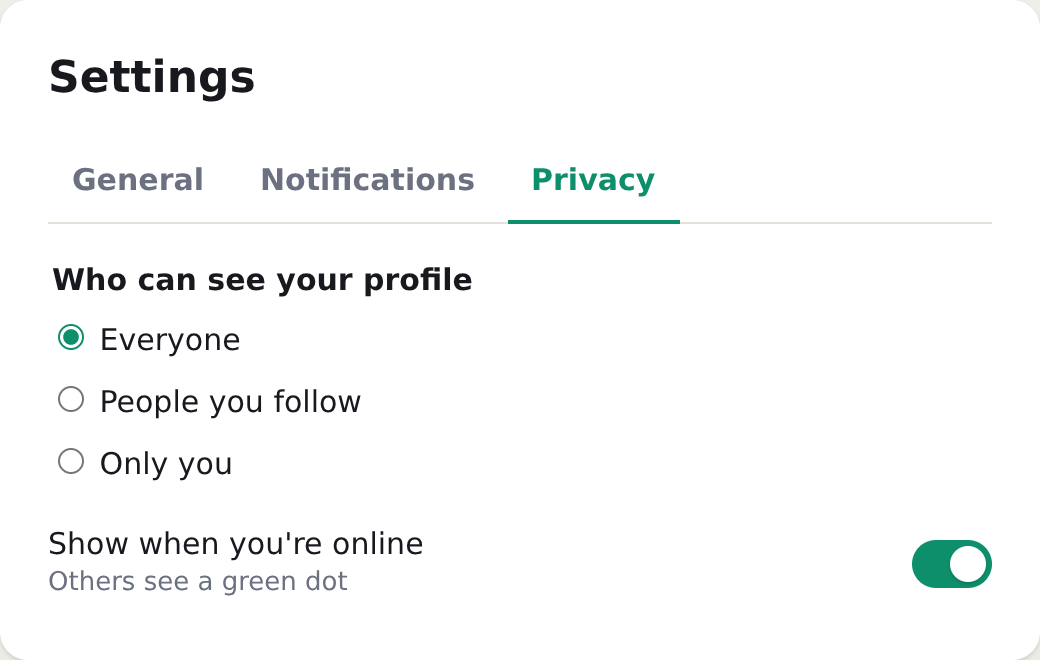 Settings
General Notifications Privacy
Who can see your profile
Everyone
People you follow
Only you
Show when you're online
Others see a green dot